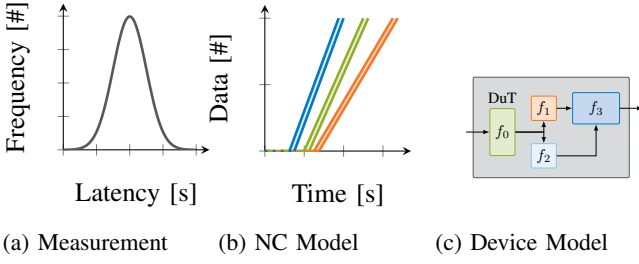 Frequency [#]
Latency [s]
Data [#]
Time [s]
DuT
f0
f1
f2
f3
(a) Measurement
(b) NC Model
(c) Device Model